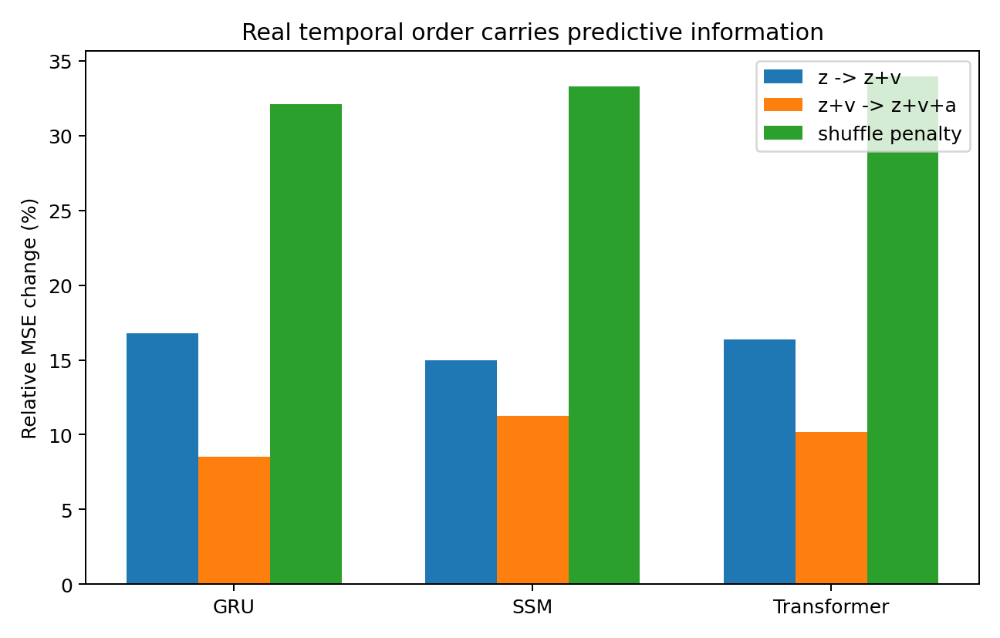 Real temporal order carries predictive information
z -> z+v
z+v -> z+v+a
shuffle penalty
Relative MSE change (%)
35
30
25
20
15
10
5
0
GRU
SSM
Transformer